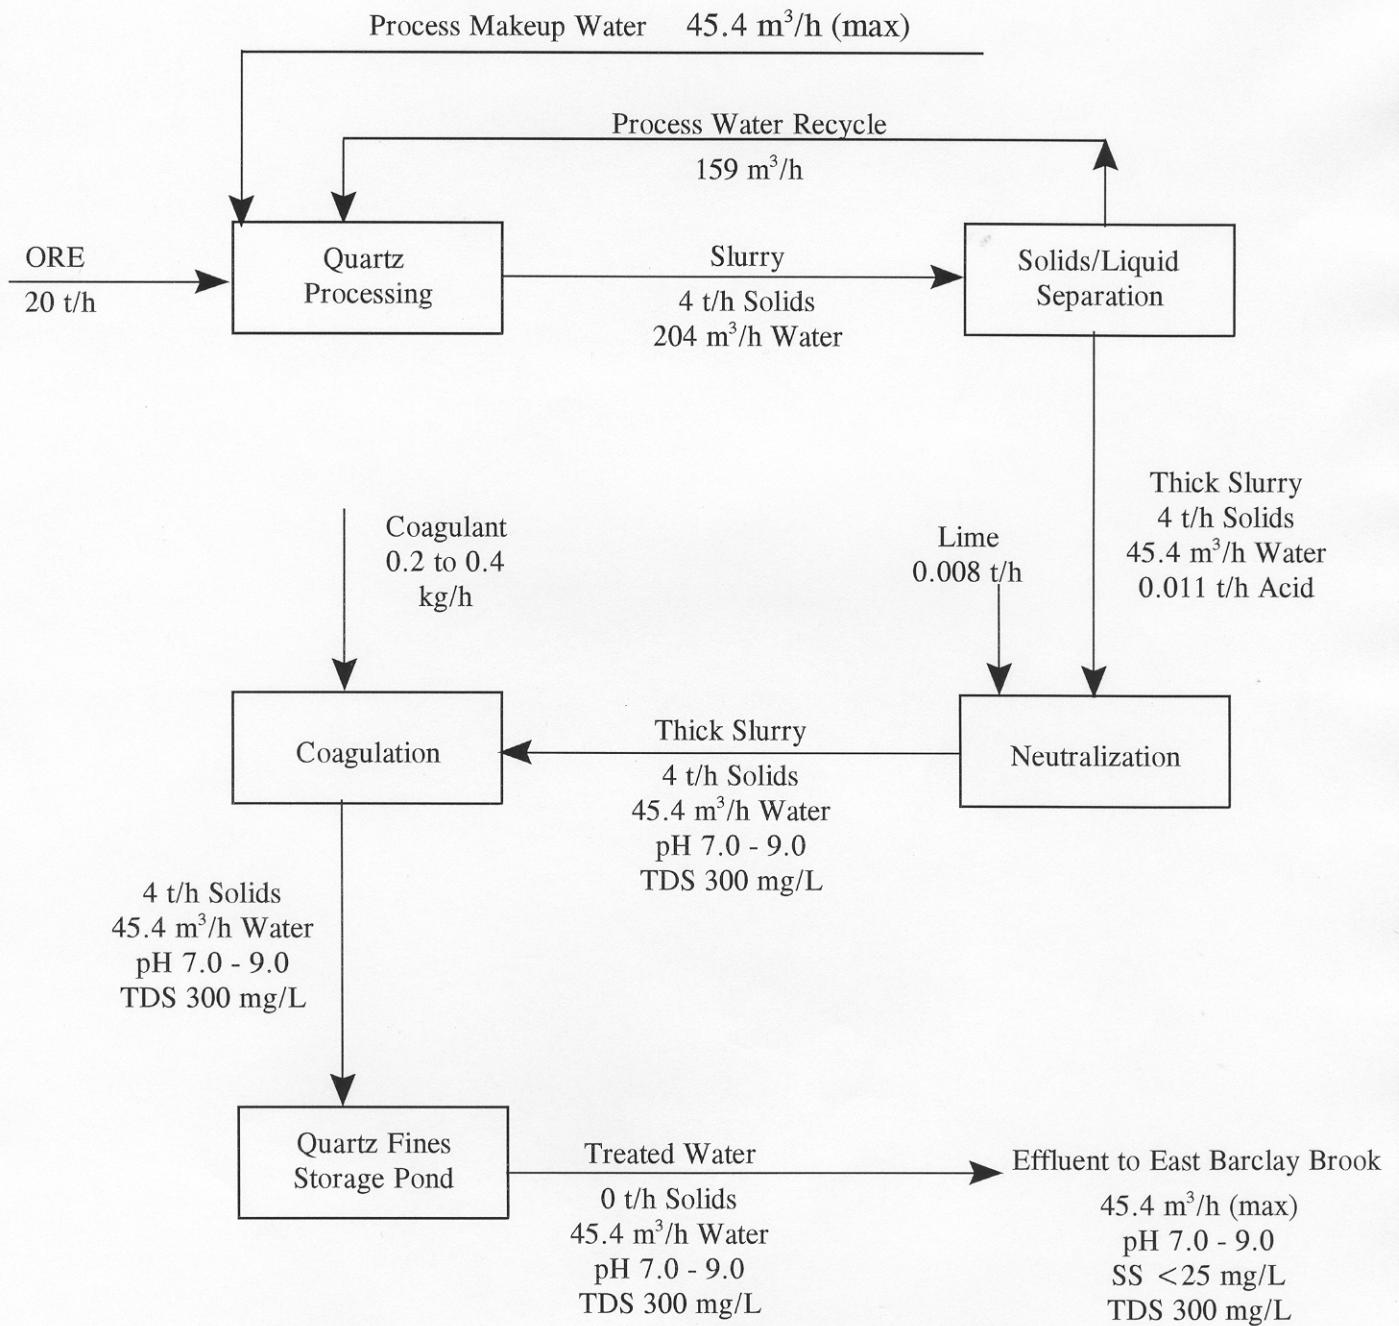 Process Makeup Water 45.4 m³/h (max)
Process Water Recycle
159 m³/h
ORE
20 t/h
Quartz
Processing
Slurry
4 t/h Solids
204 m³/h Water
Solids/Liquid
Separation
Thick Slurry
4 t/h Solids
45.4 m³/h Water
0.011 t/h Acid
Coagulant
0.2 to 0.4
kg/h
Lime
0.008 t/h
Coagulation
Thick Slurry
4 t/h Solids
45.4 m³/h Water
pH 7.0 - 9.0
TDS 300 mg/L
Neutralization
4 t/h Solids
45.4 m³/h Water
pH 7.0 - 9.0
TDS 300 mg/L
Quartz Fines
Storage Pond
Treated Water
0 t/h Solids
45.4 m³/h Water
pH 7.0 - 9.0
TDS 300 mg/L
Effluent to East Barclay Brook
45.4 m³/h (max)
pH 7.0 - 9.0
SS <25 mg/L
TDS 300 mg/L